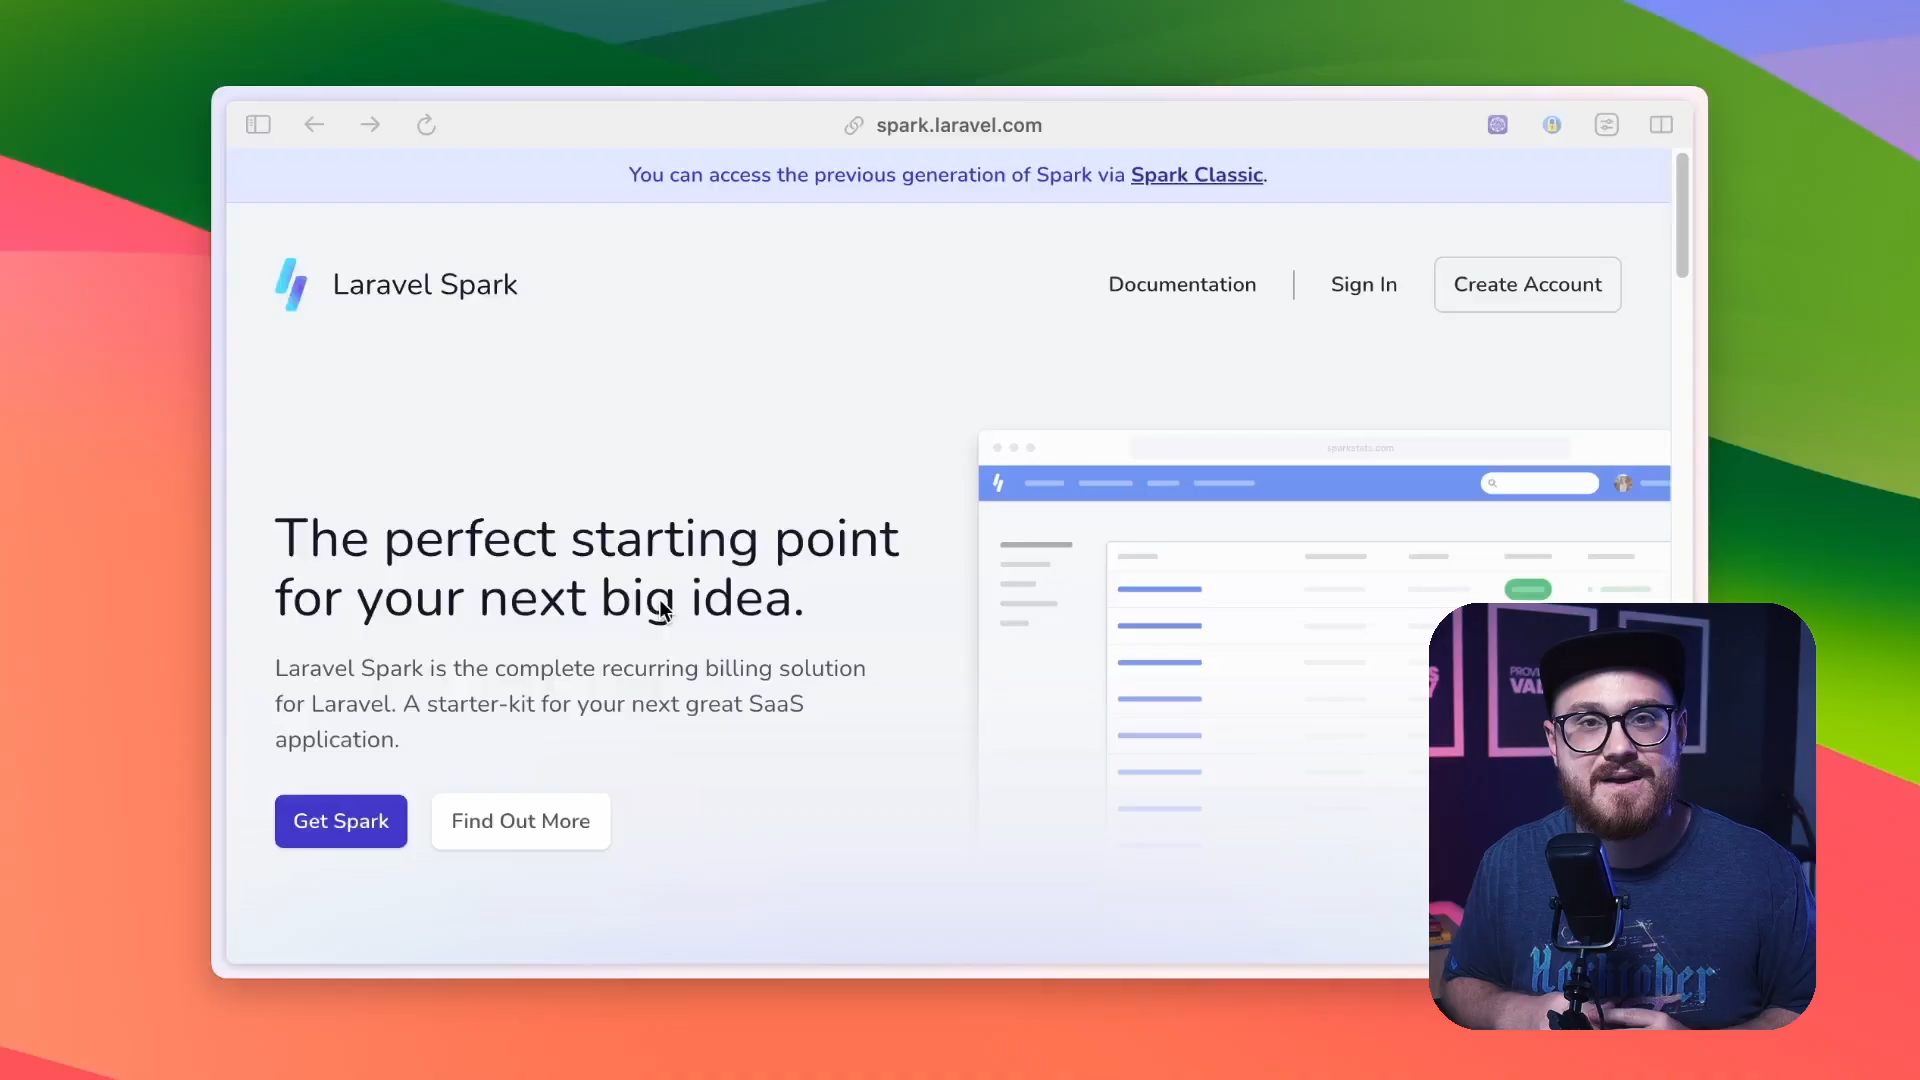 spark.laravel.com
You can access the previous generation of Spark via Spark Classic.
Laravel Spark
Documentation
Sign In
Create Account
sparkstats.com
The perfect starting point
for your next big idea.
Laravel Spark is the complete recurring billing solution
for Laravel. A starter-kit for your next great SaaS
application.
Get Spark
Find Out More